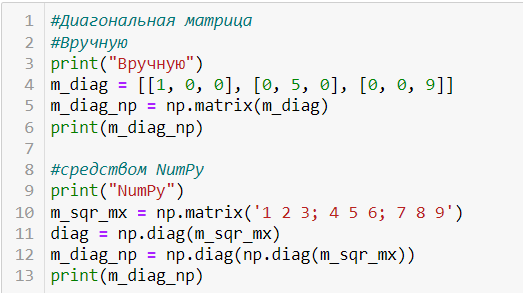 1 #Диагональная матрица
2 #Вручную
3 print("Вручную")
4 m_diag = [[1, 0, 0], [0, 5, 0], [0, 0, 9]]
5 m_diag_np = np.matrix(m_diag)
6 print(m_diag_np)
7
8 #средством NumPy
9 print("NumPy")
10 m_sqr_mx = np.matrix('1 2 3; 4 5 6; 7 8 9')
11 diag = np.diag(m_sqr_mx)
12 m_diag_np = np.diag(np.diag(m_sqr_mx))
13 print(m_diag_np)